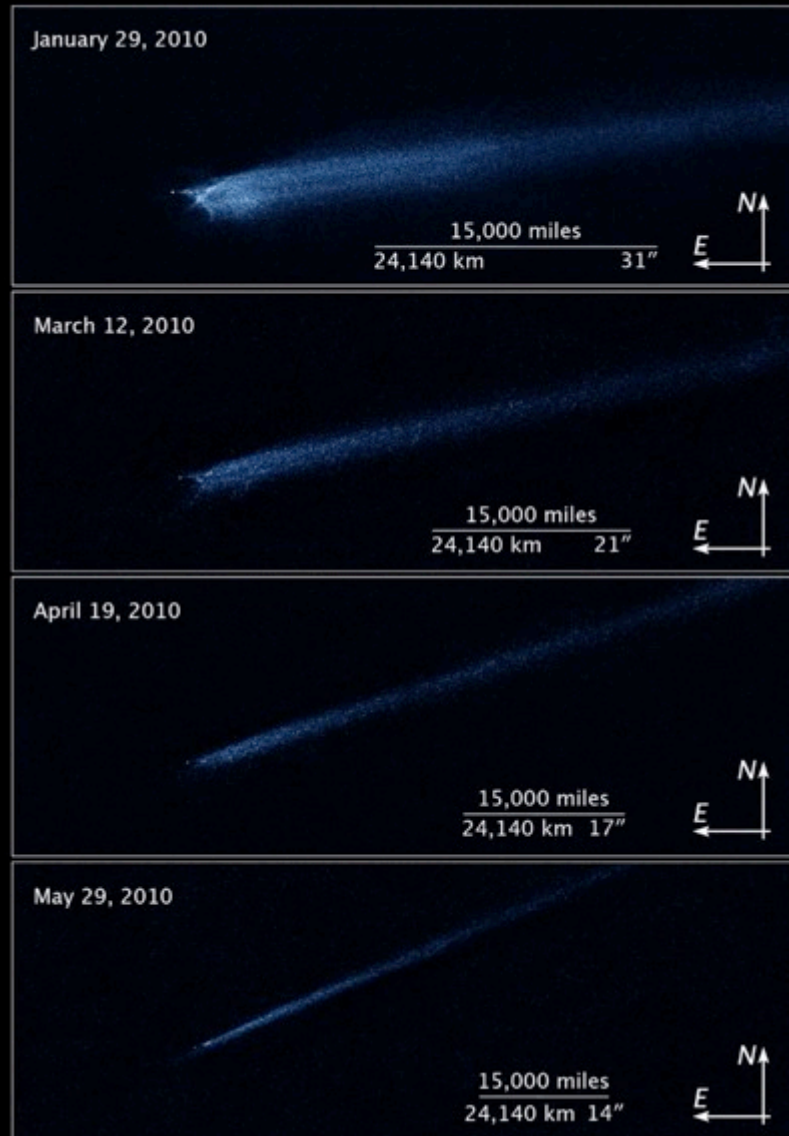 January 29, 2010
N
15,000 miles
E
24,140 km 31″
March 12, 2010
N
15,000 miles
E
24,140 km 21″
April 19, 2010
N
15,000 miles
E
24,140 km 17″
May 29, 2010
N
15,000 miles
E
24,140 km 14″